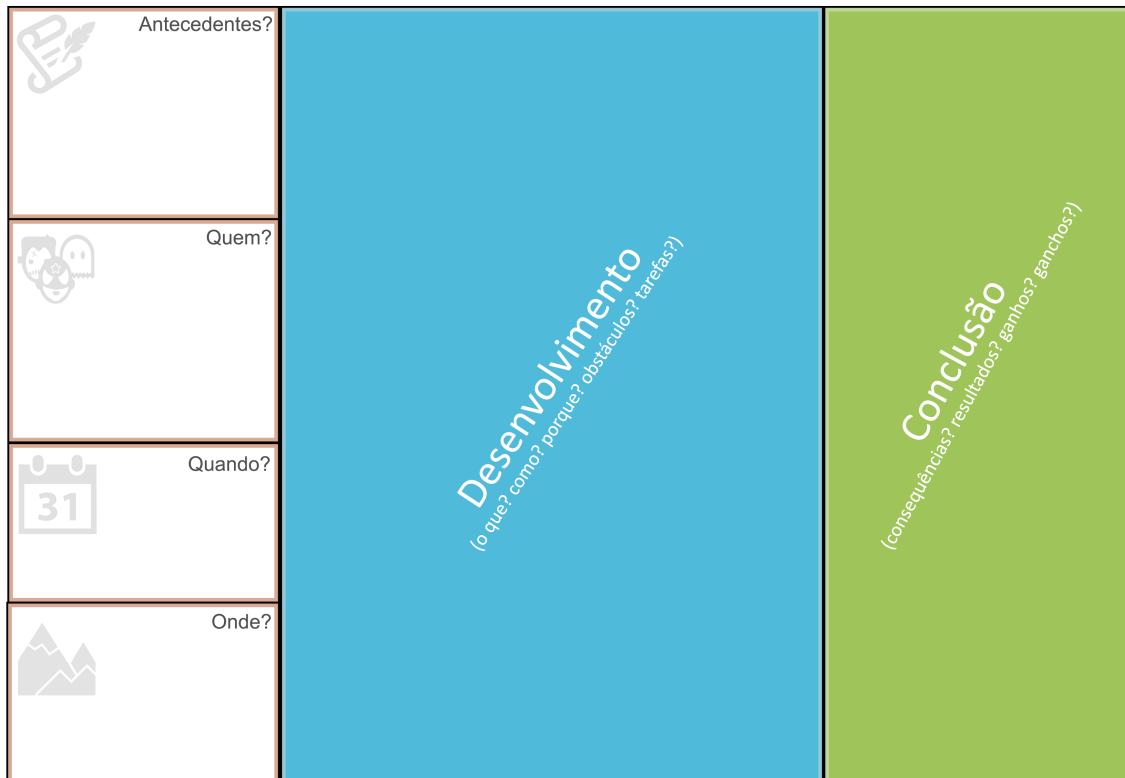 Antecedentes?
Quem?
Quando?
31
Onde?
Desenvolvimento
(o que? como? porque? obstáculos? tarefas?)
Conclusão
(consequências? resultados? ganhos? ganchos?)